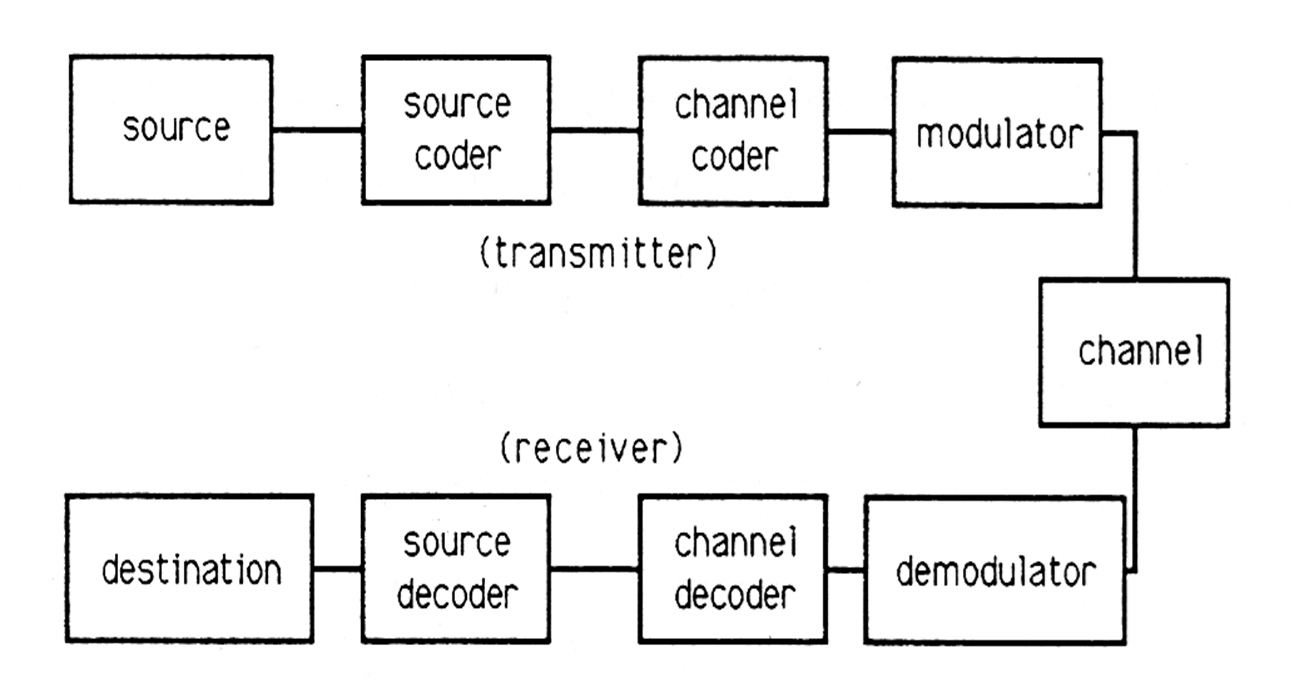 source
source
coder
channel
coder
modulator
(transmitter)
channel
(receiver)
destination
source
decoder
channel
decoder
demodulator